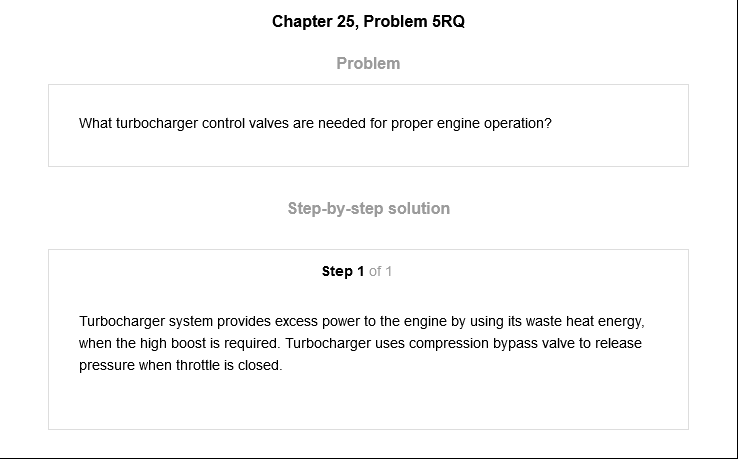 Chapter 25, Problem 5RQ
Problem
What turbocharger control valves are needed for proper engine operation?
Step-by-step solution
Step 1 of 1
Turbocharger system provides excess power to the engine by using its waste heat energy,
when the high boost is required. Turbocharger uses compression bypass valve to release
pressure when throttle is closed.